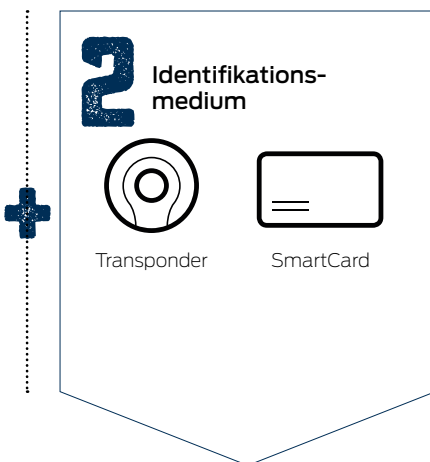 2
Identifikations-
medium
+
Transponder
SmartCard